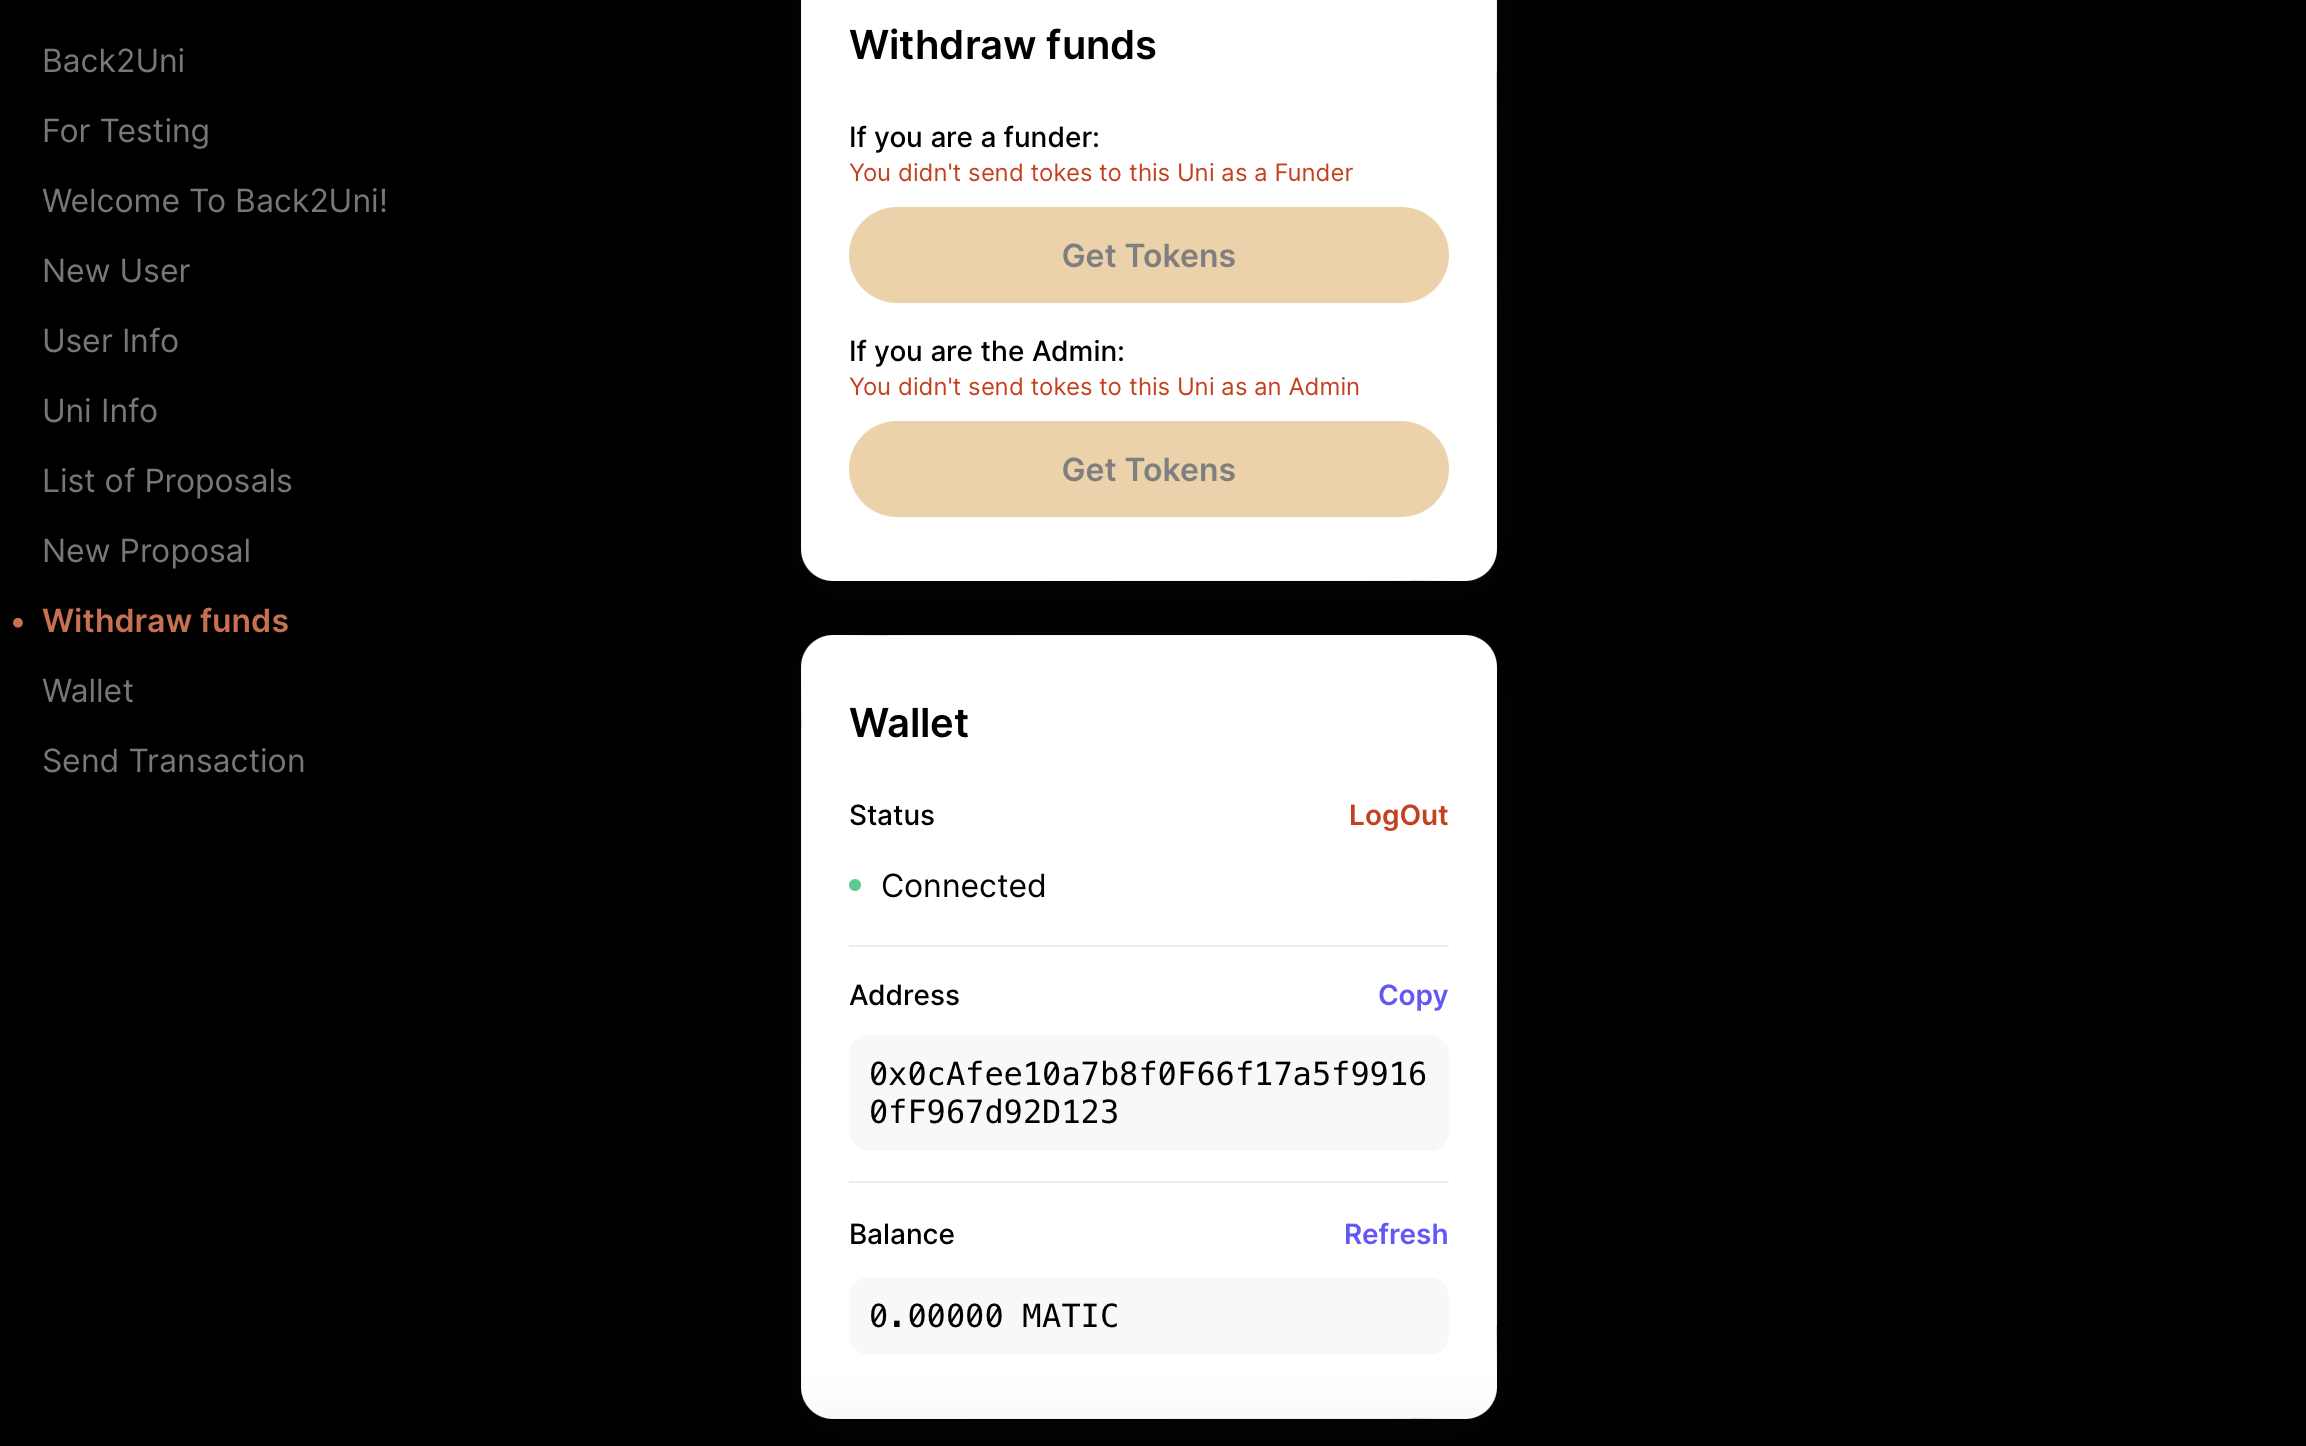 Back2Uni
For Testing
Welcome To Back2Uni!
New User
User Info
Uni Info
List of Proposals
New Proposal
Withdraw funds
Wallet
Send Transaction
Withdraw funds
If you are a funder:
You didn't send tokes to this Uni as a Funder
Get Tokens
If you are the Admin:
You didn't send tokes to this Uni as an Admin
Get Tokens
Wallet
Status
LogOut
Connected
Address
Copy
0x0cAfee10a7b8f0F66f17a5f9916
0fF967d92D123
Balance
Refresh
0.00000 MATIC